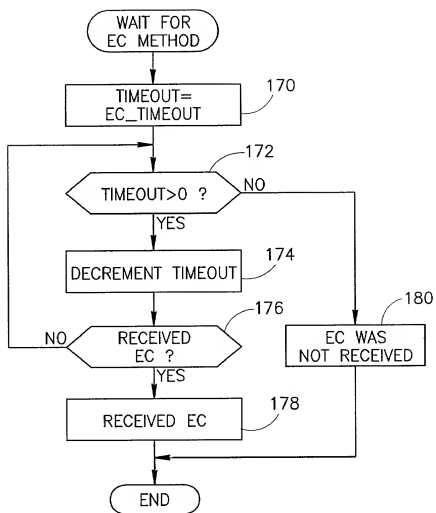 WAIT FOR
EC METHOD
TIMEOUT=
EC_TIMEOUT
170
172
TIMEOUT>0 ?
NO
YES
DECREMENT TIMEOUT
174
176
RECEIVED
EC ?
NO
YES
180
EC WAS
NOT RECEIVED
RECEIVED EC
178
END